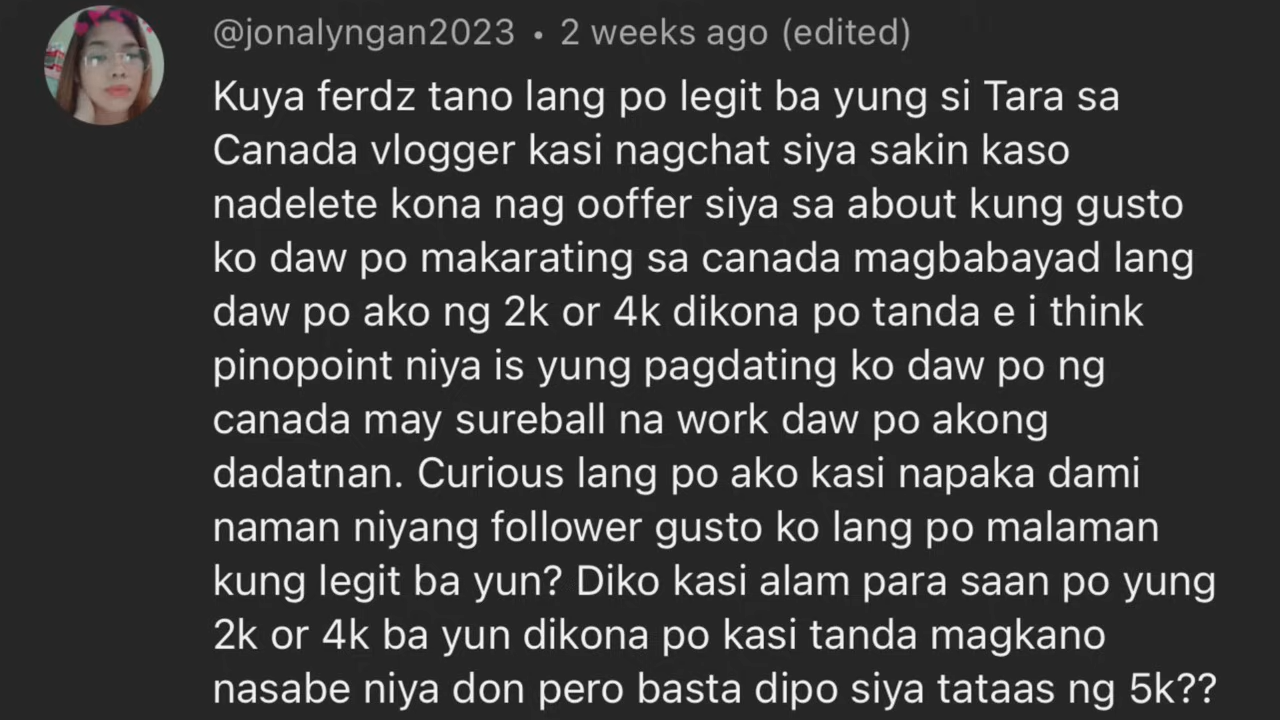 @jonalyngan2023 • 2 weeks ago (edited)
Kuya ferdz tano lang po legit ba yung si Tara sa
Canada vlogger kasi nagchat siya sakin kaso
nadelete kona nag ooffer siya sa about kung gusto
ko daw po makarating sa canada magbabayad lang
daw po ako ng 2k or 4k dikona po tanda e i think
pinopoint niya is yung pagdating ko daw po ng
canada may sureball na work daw po akong
dadatnan. Curious lang po ako kasi napaka dami
naman niyang follower gusto ko lang po malaman
kung legit ba yun? Diko kasi alam para saan po yung
2k or 4k ba yun dikona po kasi tanda magkano
nasabe niya don pero basta dipo siya tataas ng 5k??